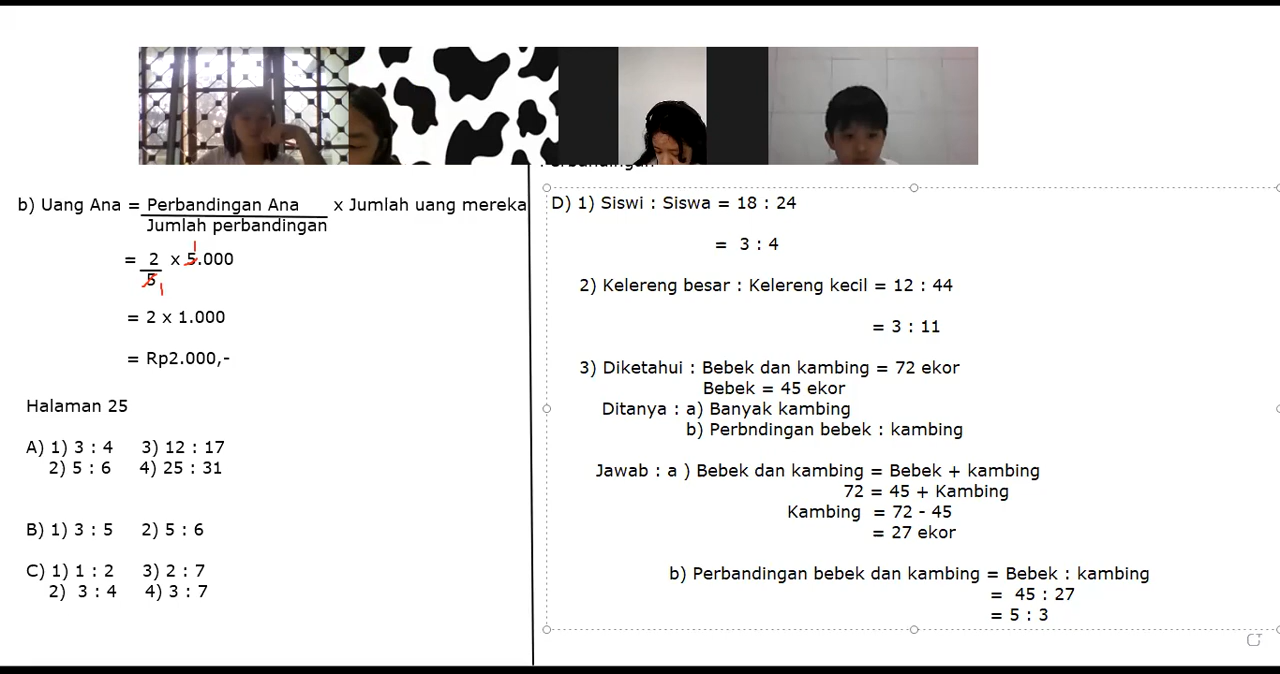 b) Uang Ana = Perbandingan Ana x Jumlah uang mereka
Jumlah perbandingan
= 2 x 5.000 1
5 1
= 2 x 1.000
= Rp2.000,-
Halaman 25
A) 1) 3 : 4 3) 12 : 17
2) 5 : 6 4) 25 : 31
B) 1) 3 : 5 2) 5 : 6
C) 1) 1 : 2 3) 2 : 7
2) 3 : 4 4) 3 : 7
D) 1) Siswi : Siswa = 18 : 24
= 3 : 4
2) Kelereng besar : Kelereng kecil = 12 : 44
= 3 : 11
3) Diketahui : Bebek dan kambing = 72 ekor
Bebek = 45 ekor
Ditanya : a) Banyak kambing
b) Perbndingan bebek : kambing
Jawab : a ) Bebek dan kambing = Bebek + kambing
72 = 45 + Kambing
Kambing = 72 - 45
= 27 ekor
b) Perbandingan bebek dan kambing = Bebek : kambing
= 45 : 27
= 5 : 3